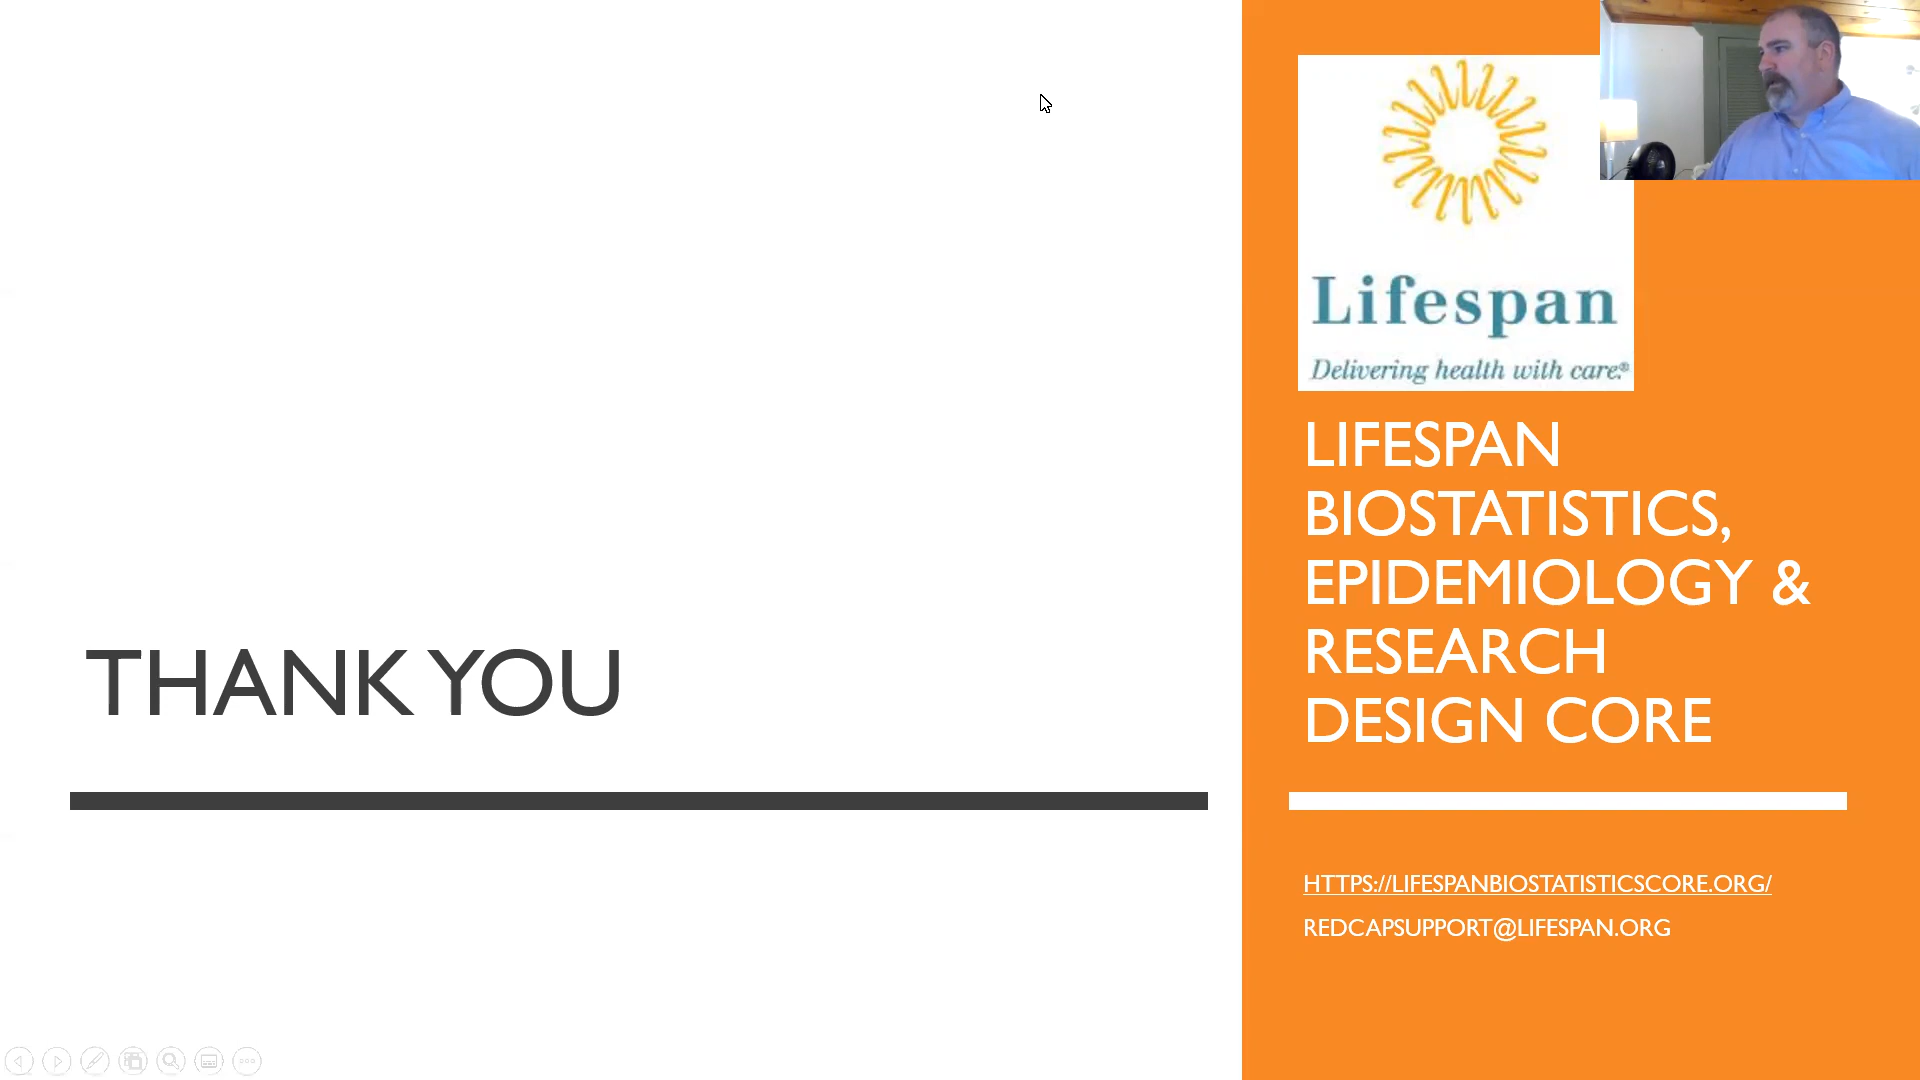 THANK YOU
Lifespan
Delivering health with care.®
LIFESPAN
BIOSTATISTICS,
EPIDEMIOLOGY &
RESEARCH
DESIGN CORE
HTTPS://LIFESPANBIOSTATISTICSCORE.ORG/
REDCAPSUPPORT@LIFESPAN.ORG